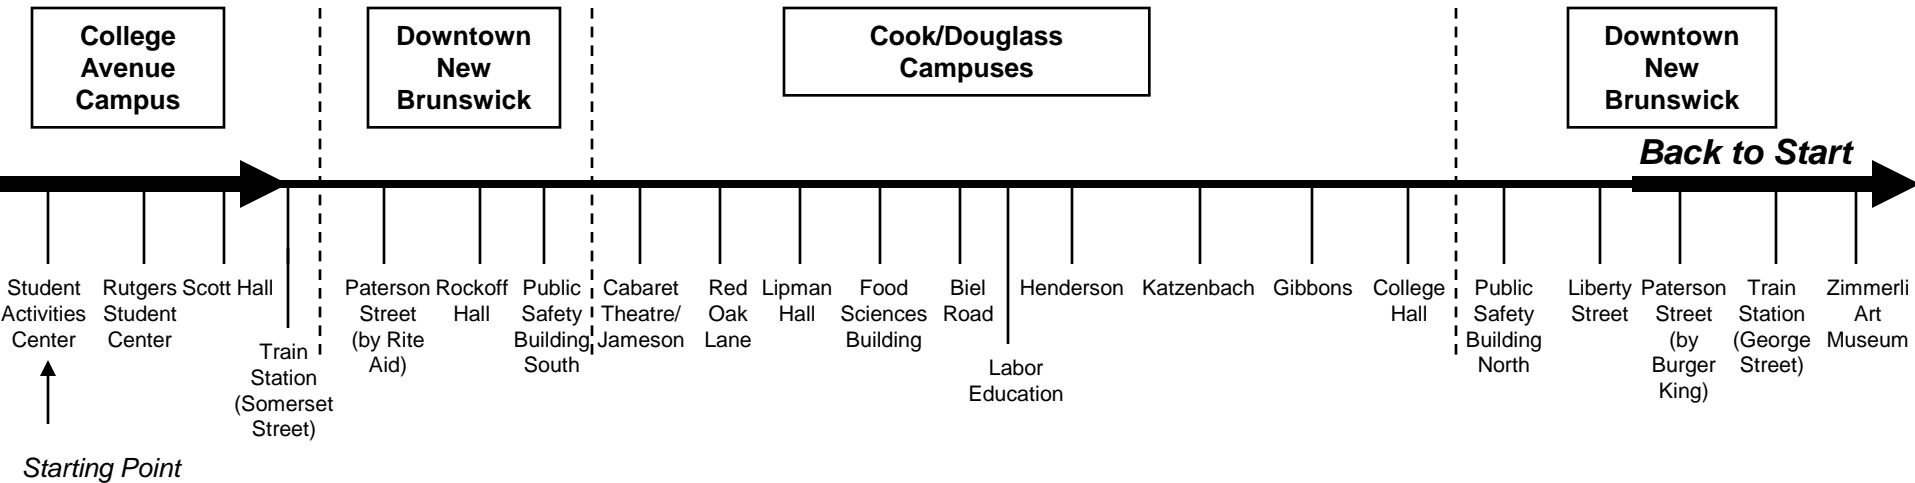 College
Avenue
Campus
Downtown
New
Brunswick
Cook/Douglass
Campuses
Downtown
New
Brunswick
Back to Start
Student
Activities
Center
Rutgers
Student
Center
Scott Hall
Train
Station
(Somerset
Street)
Paterson
Street
(by Rite
Aid)
Rockoff
Hall
Public
Safety
Building
South
Cabaret
Theatre/
Jameson
Red
Oak
Lane
Lipman
Hall
Food
Sciences
Building
Biel
Road
Labor
Education
Henderson
Katzenbach
Gibbons
College
Hall
Public
Safety
Building
North
Liberty
Street
Paterson
Street
(by
Burger
King)
Train
Station
(George
Street)
Zimmerli
Art
Museum
Starting Point